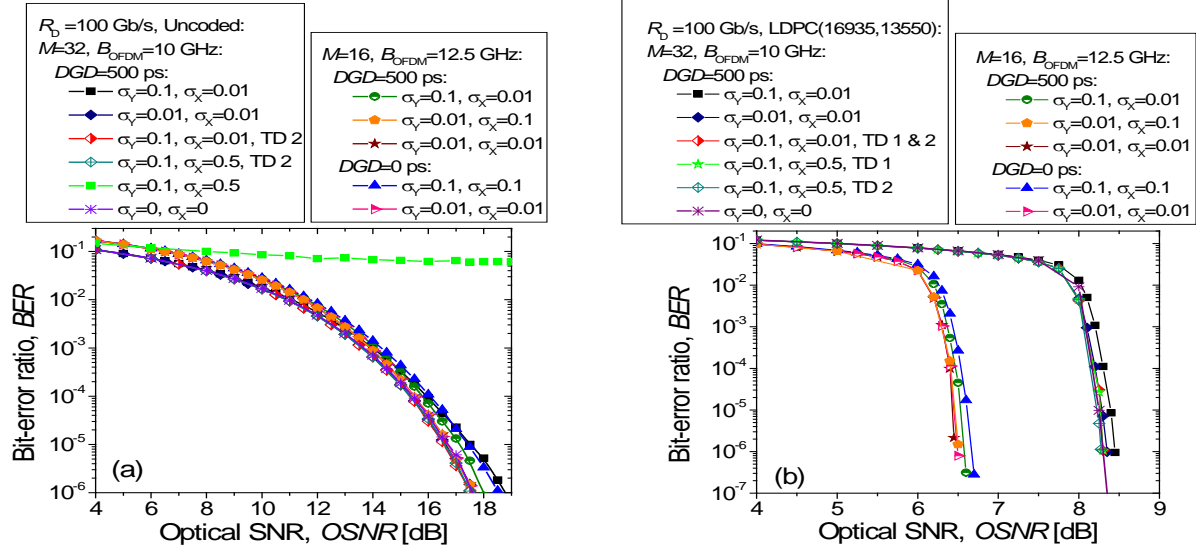 R_D =100 Gb/s, Uncoded:
M=32, B_OFDM=10 GHz:
DGD=500 ps:
σ_Y=0.1, σ_X=0.01
σ_Y=0.01, σ_X=0.01
σ_Y=0.1, σ_X=0.01, TD 2
σ_Y=0.1, σ_X=0.5, TD 2
σ_Y=0.1, σ_X=0.5
σ_Y=0, σ_X=0
M=16, B_OFDM=12.5 GHz:
DGD=500 ps:
σ_Y=0.1, σ_X=0.01
σ_Y=0.01, σ_X=0.1
σ_Y=0.01, σ_X=0.01
DGD=0 ps:
σ_Y=0.1, σ_X=0.1
σ_Y=0.01, σ_X=0.01
Bit-error ratio, BER
10^-1
10^-2
10^-3
10^-4
10^-5
10^-6
(a)
4 6 8 10 12 14 16 18
Optical SNR, OSNR [dB]
R_D =100 Gb/s, LDPC(16935,13550):
M=32, B_OFDM=10 GHz:
DGD=500 ps:
σ_Y=0.1, σ_X=0.01
σ_Y=0.01, σ_X=0.01
σ_Y=0.1, σ_X=0.01, TD 1 & 2
σ_Y=0.1, σ_X=0.5, TD 1
σ_Y=0.1, σ_X=0.5, TD 2
σ_Y=0, σ_X=0
M=16, B_OFDM=12.5 GHz:
DGD=500 ps:
σ_Y=0.1, σ_X=0.01
σ_Y=0.01, σ_X=0.1
σ_Y=0.01, σ_X=0.01
DGD=0 ps:
σ_Y=0.1, σ_X=0.1
σ_Y=0.01, σ_X=0.01
Bit-error ratio, BER
10^-1
10^-2
10^-3
10^-4
10^-5
10^-6
10^-7
(b)
4 5 6 7 8 9
Optical SNR, OSNR [dB]